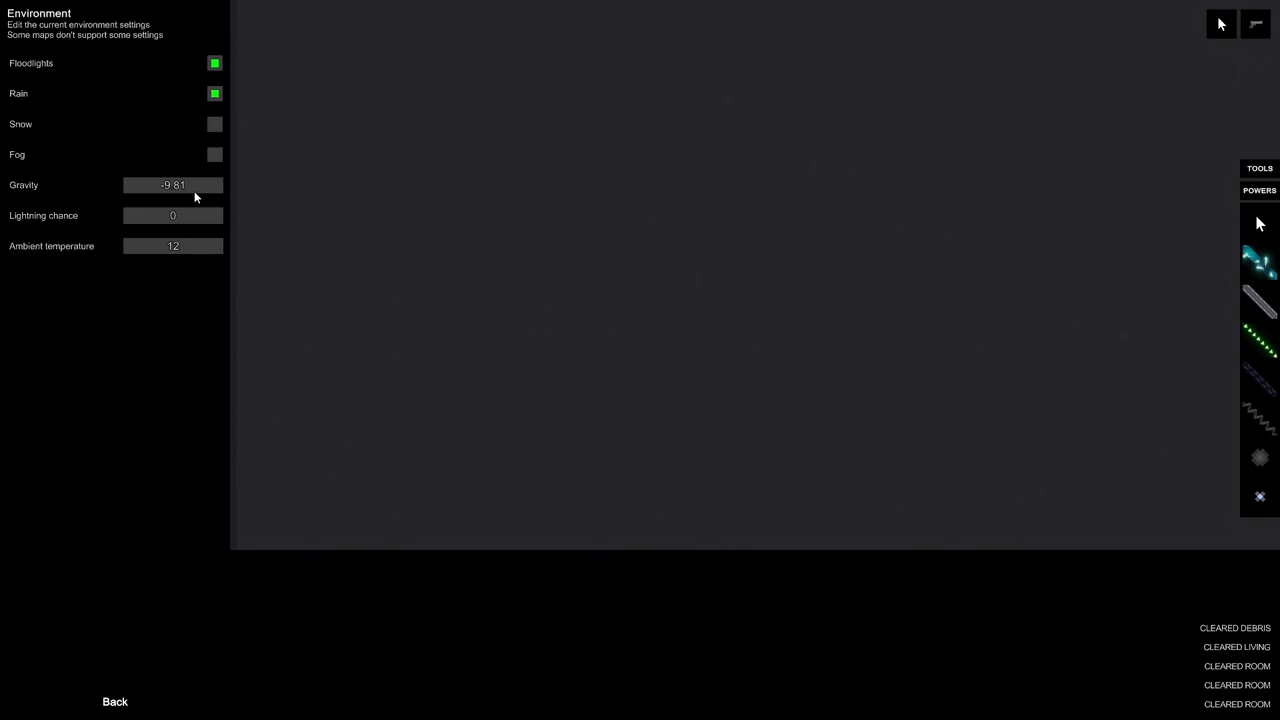 Environment
Edit the current environment settings
Some maps don't support some settings
Floodlights
Rain
Snow
Fog
Gravity -9.81
Lightning chance 0
Ambient temperature 12
TOOLS
POWERS
CLEARED DEBRIS
CLEARED LIVING
CLEARED ROOM
CLEARED ROOM
CLEARED ROOM
Back